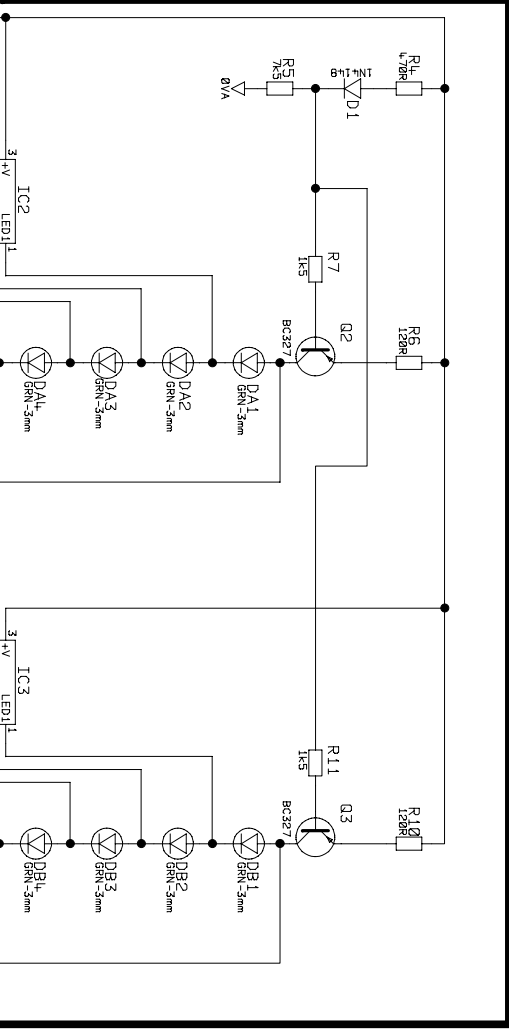 R4
470R
1N4148
D1
R5
7k5
0VA
3
+V
IC2
LED1
1
R7
1k5
Q2
BC327
R6
120R
DA4
GRN-3mm
DA3
GRN-3mm
DA2
GRN-3mm
DA1
GRN-3mm
3
+V
IC3
LED1
1
R11
1k5
Q3
BC327
R10
120R
DB4
GRN-3mm
DB3
GRN-3mm
DB2
GRN-3mm
DB1
GRN-3mm